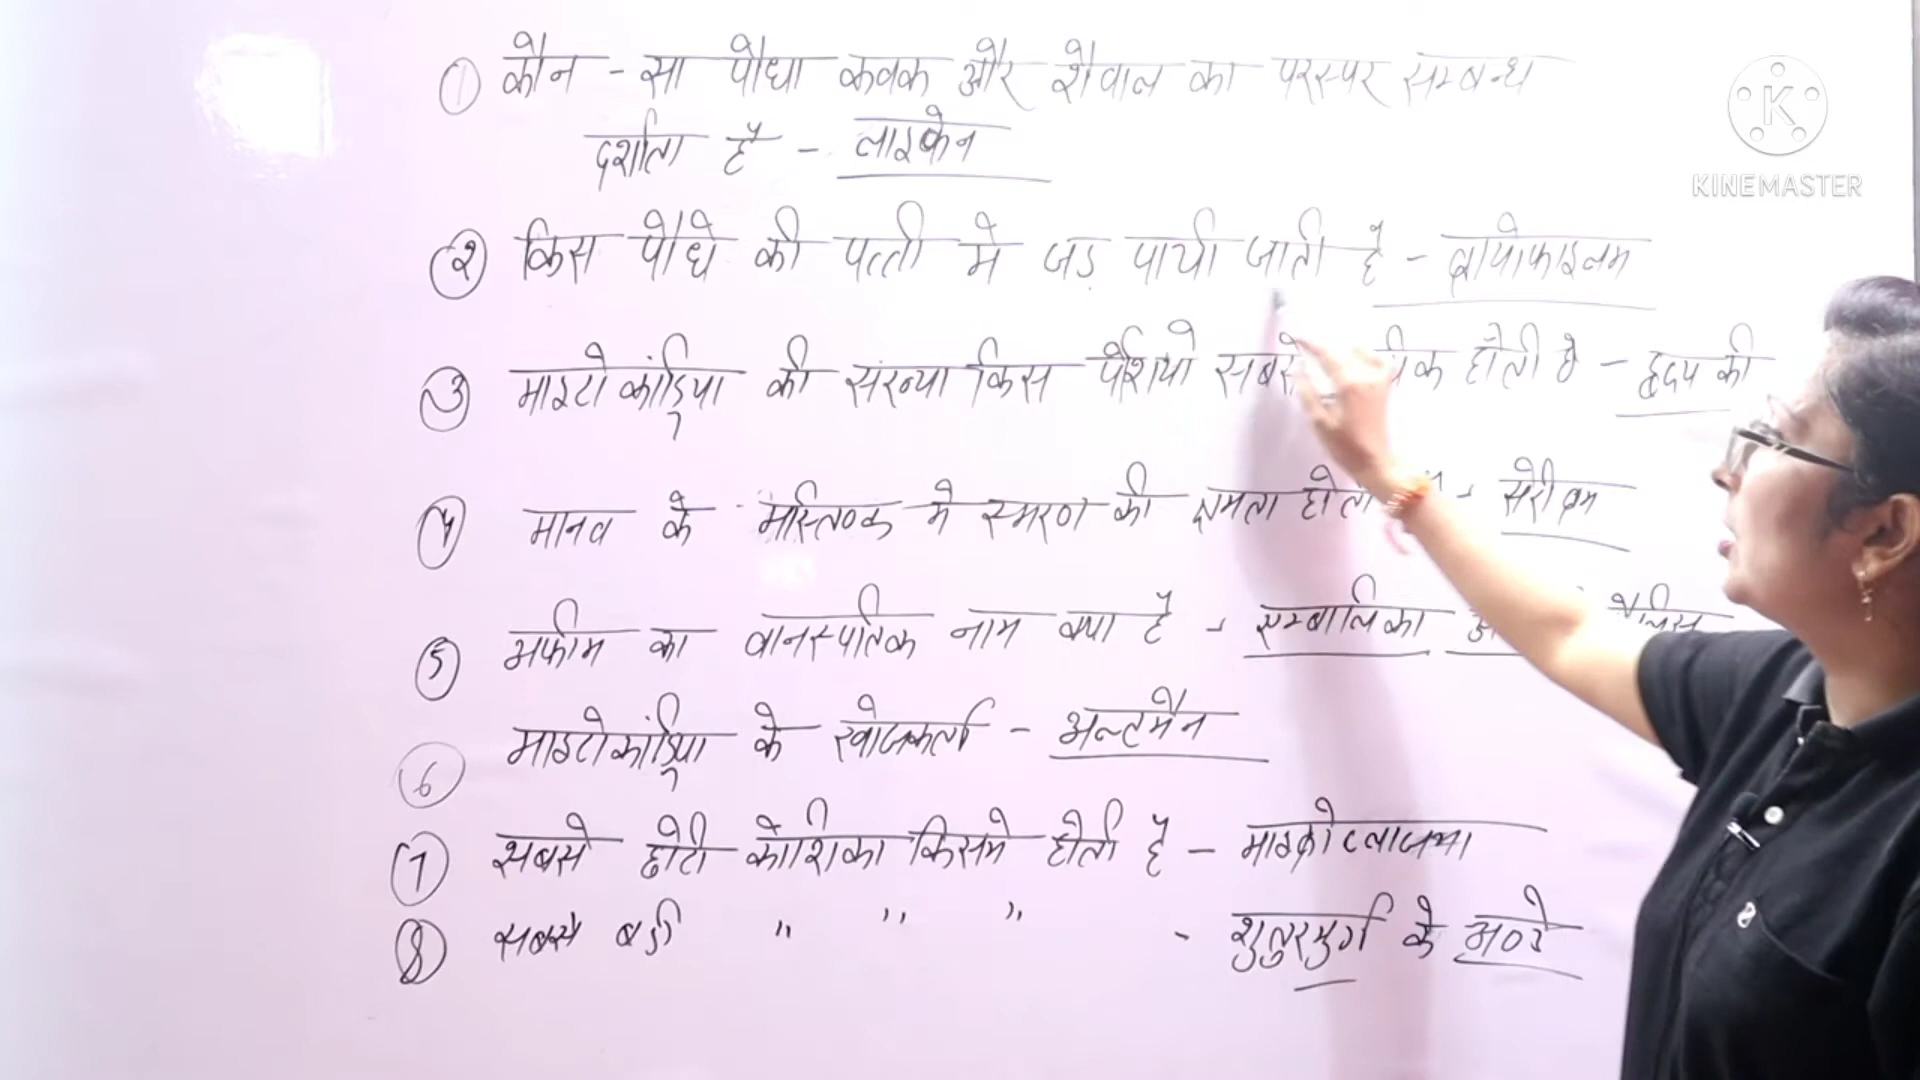 ① कौन - सा पौधा कवक और शैवाल का परस्पर सम्बन्ध
दर्शाता है - लाइकेन
② किस पौधे की पत्ती मे जड़ पायी जाती है - ब्रायोफाइलम
③ माइटोकांड्रिया की संख्या किस पेशियो सबसे होती है - हृदय की
④ मानव के मस्तिष्क मे स्मरण की क्षमता होती - सेरीब्रम
⑤ अफीम का वानस्पतिक नाम क्या है -
⑥ माइटोकांड्रिया के खोजकर्ता - अल्टमैन
⑦ सबसे छोटी कोशिका किसमे होती है - माइकोप्लाज्मा
⑧ सबसे बड़ी " " " - शुतुरमुर्ग के अण्डे
K
KINEMASTER